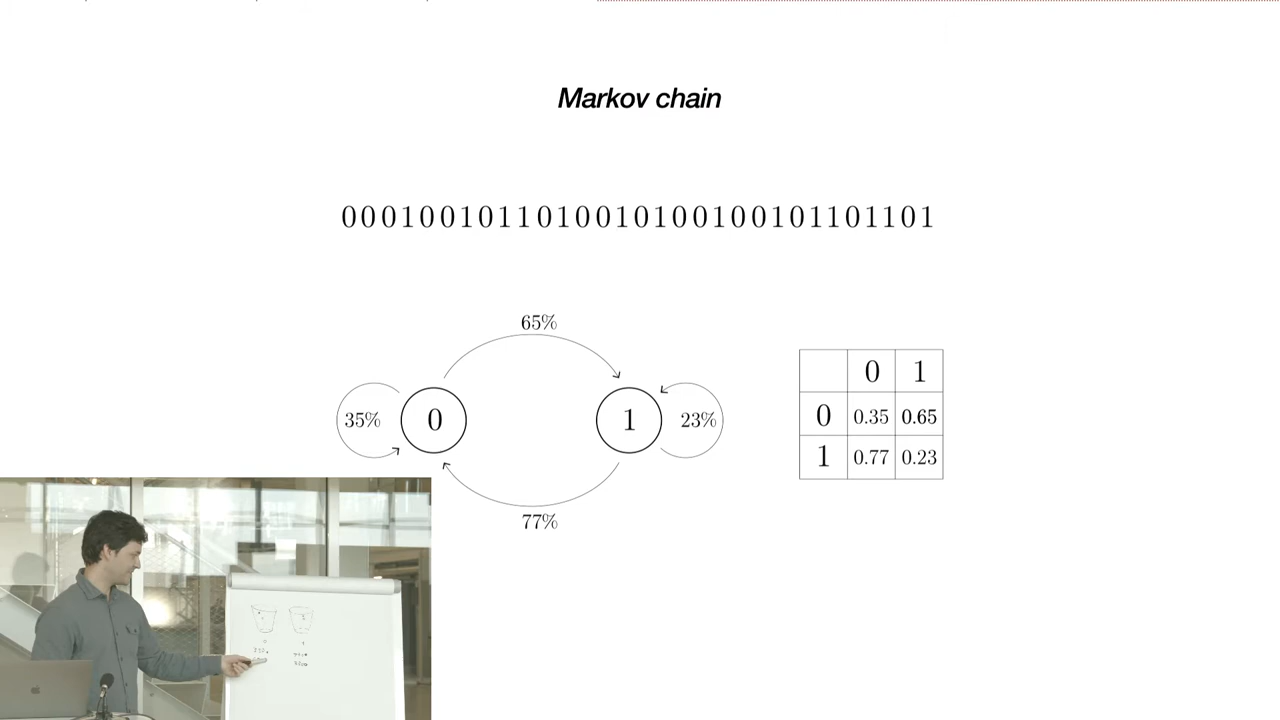 Markov chain
0001001011010010100100101101101
65%
35% 0 1 23%
77%
0 1
0 0.35 0.65
1 0.77 0.23